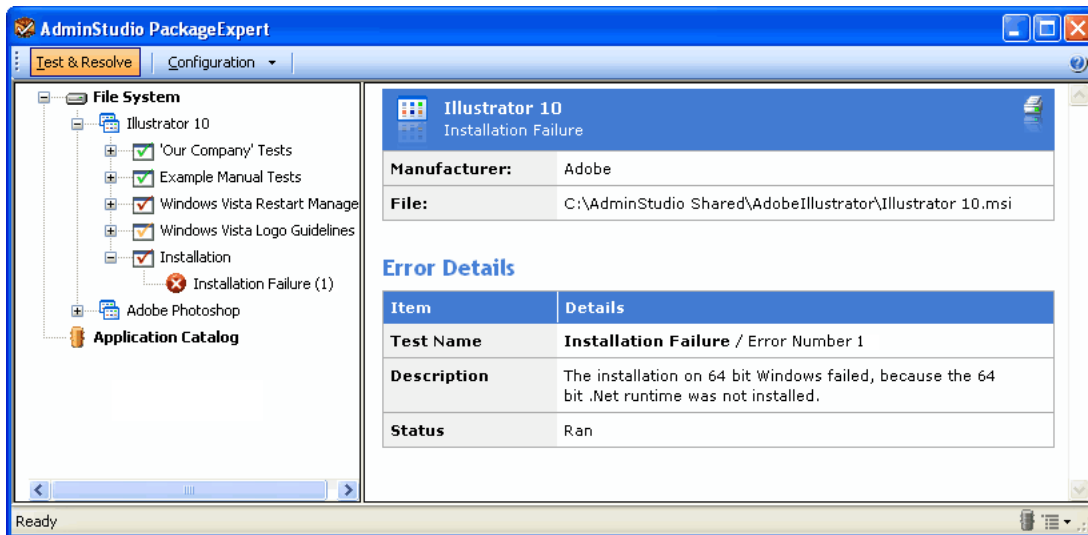 AdminStudio PackageExpert
Test & Resolve
Configuration
File System
Illustrator 10
'Our Company' Tests
Example Manual Tests
Windows Vista Restart Manage
Windows Vista Logo Guidelines
Installation
Installation Failure (1)
Adobe Photoshop
Application Catalog
Illustrator 10
Installation Failure
Manufacturer: Adobe
File: C:\AdminStudio Shared\AdobeIllustrator\Illustrator 10.msi
Error Details
Item Details
Test Name Installation Failure / Error Number 1
Description The installation on 64 bit Windows failed, because the 64
bit .Net runtime was not installed.
Status Ran
Ready